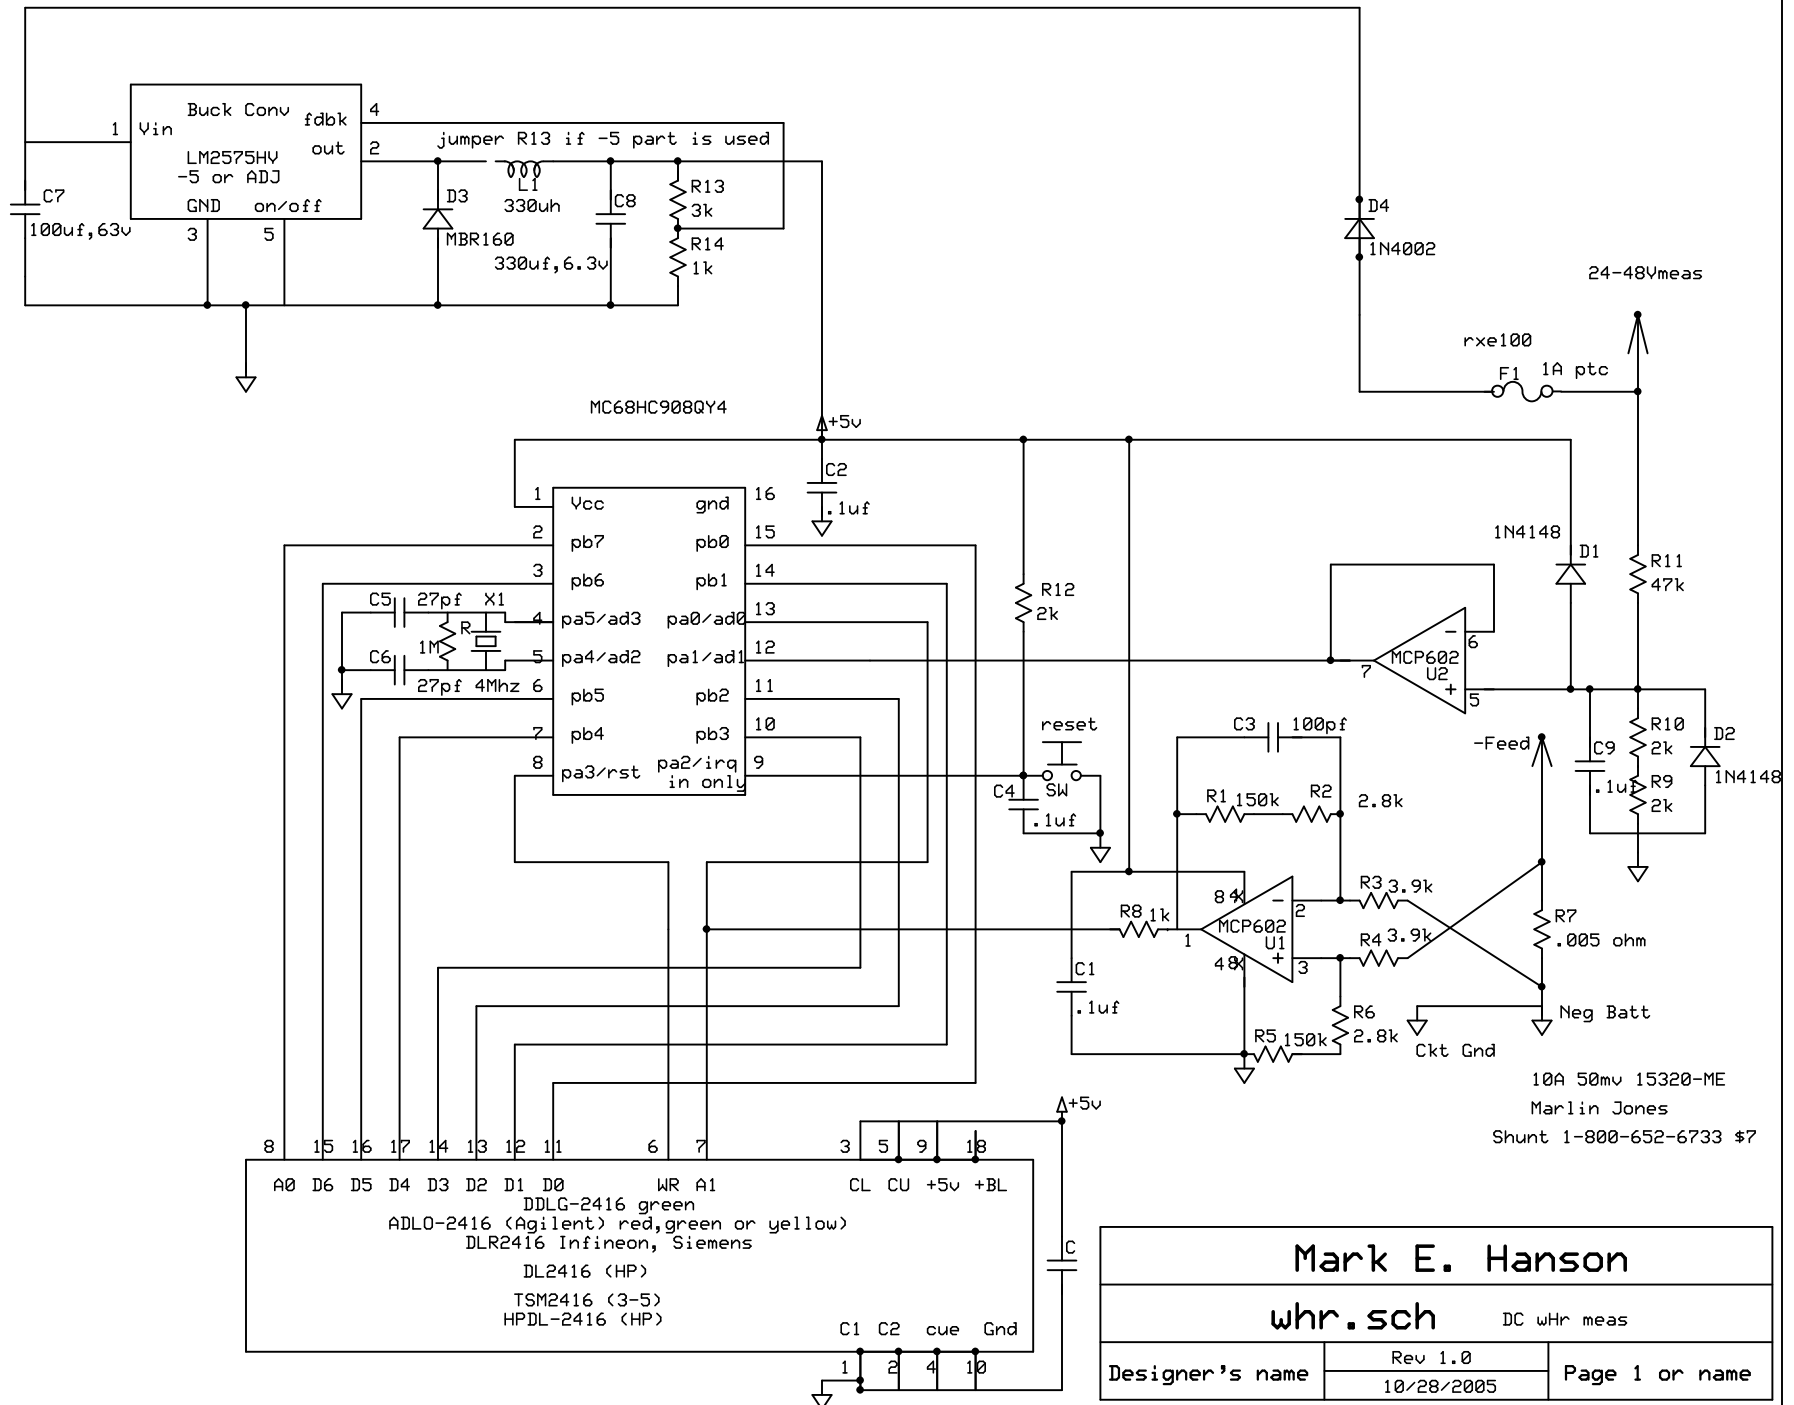 Buck Conv
fdbk
4
1
Vin
out
2
jumper R13 if -5 part is used
LM2575HV
-5 or ADJ
GND
on/off
3
5
C7
100uf,63v
D3
MBR160
L1
330uh
C8
330uf,6.3v
R13
3k
R14
1k
D4
1N4002
24-48Vmeas
rxe100
F1
1A ptc
MC68HC908QY4
+5v
C2
.1uf
1
Vcc
gnd
16
2
pb7
pb0
15
3
pb6
pb1
14
4
pa5/ad3
pa0/ad0
13
5
pa4/ad2
pa1/ad1
12
6
pb5
pb2
11
7
pb4
pb3
10
8
pa3/rst
pa2/irq
in only
9
C5
27pf
X1
R
1M
C6
27pf
4Mhz
R12
2k
1N4148
D1
R11
47k
MCP602
U2
-
+
6
7
5
reset
SW
C4
.1uf
C3
100pf
R1
150k
R2
2.8k
-Feed
C9
.1uf
R10
2k
R9
2k
D2
1N4148
R8
1k
MCP602
U1
-
+
8
4
1
2
3
4
8
R3
3.9k
R4
3.9k
R7
.005 ohm
C1
.1uf
R5
150k
R6
2.8k
Ckt Gnd
Neg Batt
10A 50mv 15320-ME
Marlin Jones
Shunt 1-800-652-6733 $7
+5v
8 15 16 17 14 13 12 11 6 7 3 5 9 18
A0 D6 D5 D4 D3 D2 D1 D0 WR A1 CL CU +5v +BL
DDLG-2416 green
ADLO-2416 (Agilent) red,green or yellow)
DLR2416 Infineon, Siemens
DL2416 (HP)
TSM2416 (3-5)
HPDL-2416 (HP)
C
C1 C2 cue Gnd
1 2 4 10
Mark E. Hanson
whr.sch
DC wHr meas
Designer's name
Rev 1.0
10/28/2005
Page 1 or name